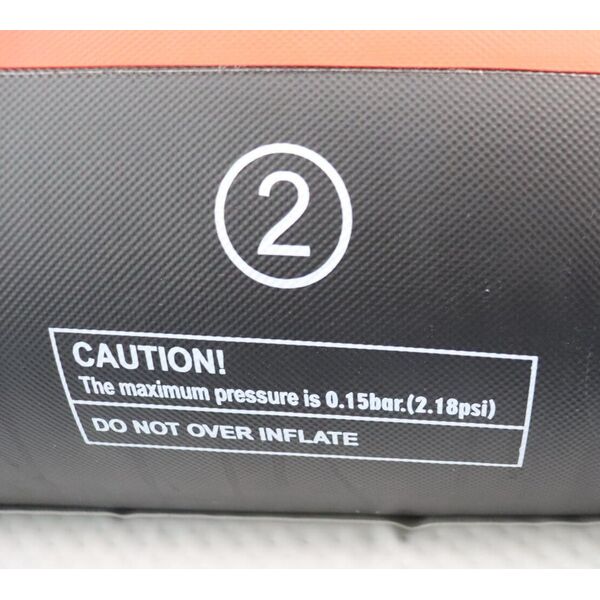 2
CAUTION!
The maximum pressure is 0.15bar.(2.18psi)
DO NOT OVER INFLATE